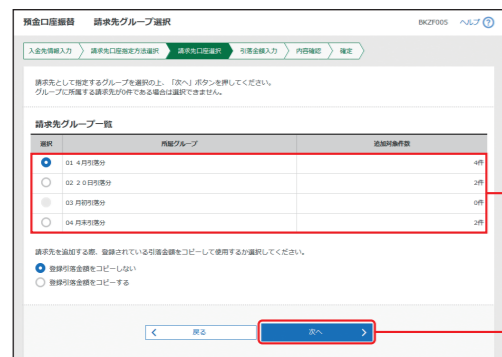 預金口座振替 請求先グループ選択 BKZF005 ヘルプ ?
入金先情報入力 請求先口座指定方法選択 請求先口座選択 引落金額入力 内容確認 確定
請求先として指定するグループを選択の上、「次へ」ボタンを押してください。
グループに所属する請求先が0件である場合は選択できません。
請求先グループ一覧
選択 所属グループ 追加対象件数
01 4月引落分 4件
02 20日引落分 2件
03 月初引落分 0件
04 月末引落分 2件
請求先を追加する際、登録されている引落金額をコピーして使用するか選択してください。
登録引落金額をコピーしない
登録引落金額をコピーする
戻る 次へ